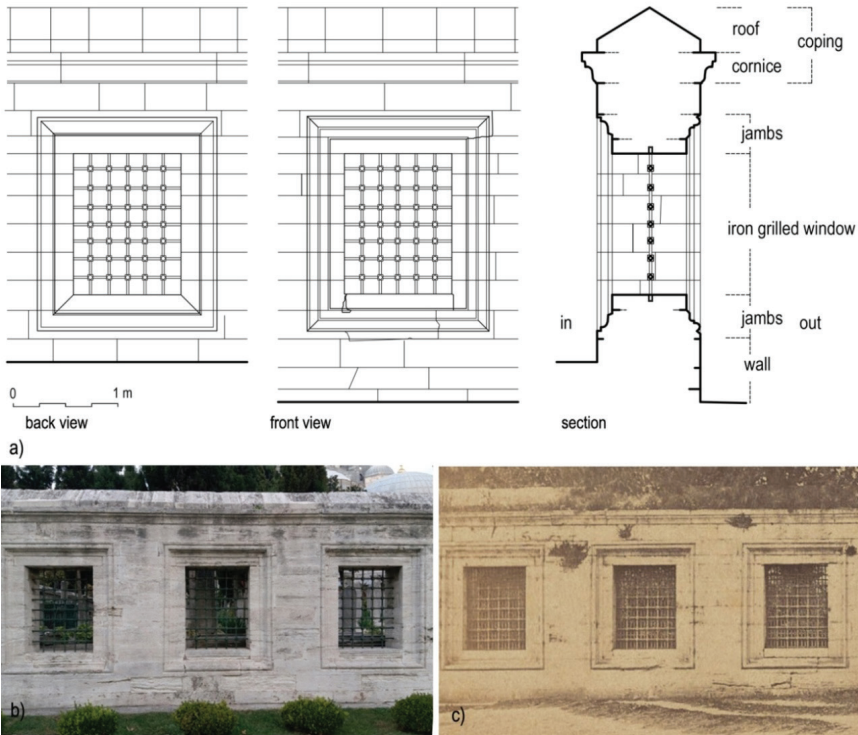 roof
coping
cornice
jambs
iron grilled window
in
jambs
out
wall
0
1 m
back view
front view
section
a)
b)
c)